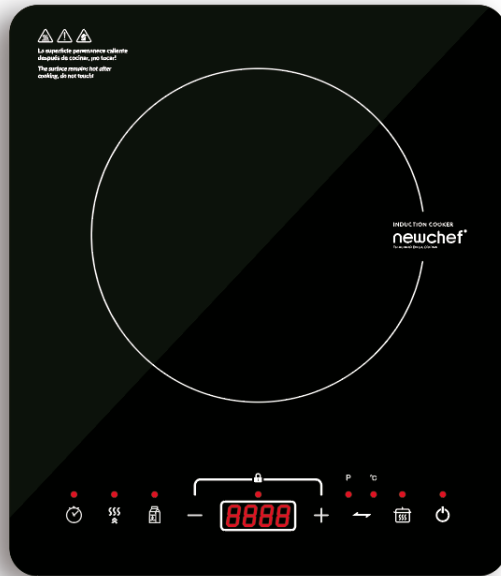 La superficie permanece caliente
después de cocinar, ¡no tocar!
The surface remains hot after
cooking, do not touch!
INDUCTION COOKER
newchef
P °C
8888